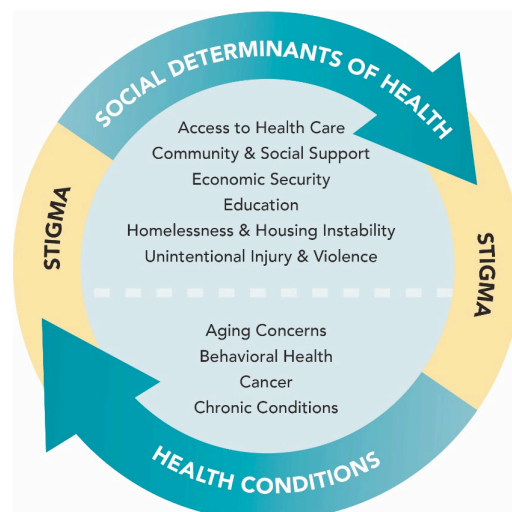 SOCIAL DETERMINANTS OF HEALTH
Access to Health Care
Community & Social Support
Economic Security
Education
Homelessness & Housing Instability
Unintentional Injury & Violence
STIGMA
STIGMA
Aging Concerns
Behavioral Health
Cancer
Chronic Conditions
HEALTH CONDITIONS